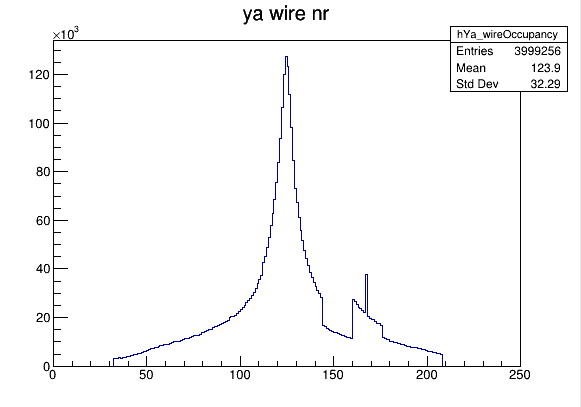 ya wire nr
×10³
hYa_wireOccupancy
Entries 3999256
Mean 123.9
Std Dev 32.29
120
100
80
60
40
20
0
0 50 100 150 200 250